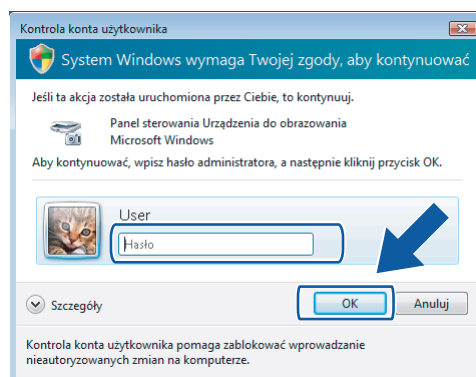 Kontrola konta użytkownika
System Windows wymaga Twojej zgody, aby kontynuować
Jeśli ta akcja została uruchomiona przez Ciebie, to kontynuuj.
Panel sterowania Urządzenia do obrazowania
Microsoft Windows
Aby kontynuować, wpisz hasło administratora, a następnie kliknij przycisk OK.
User
Hasło
Szczegóły
OK
Anuluj
Kontrola konta użytkownika pomaga zablokować wprowadzanie
nieautoryzowanych zmian na komputerze.